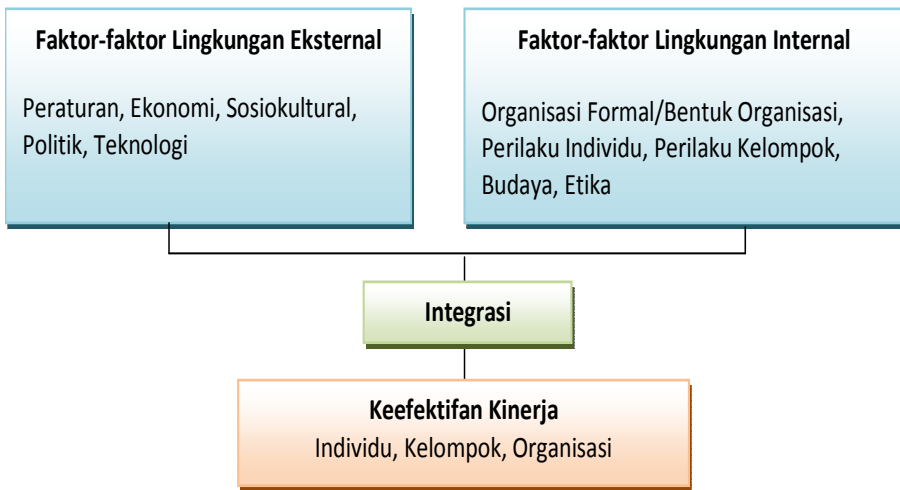 Faktor-faktor Lingkungan Eksternal
Peraturan, Ekonomi, Sosiokultural,
Politik, Teknologi
Faktor-faktor Lingkungan Internal
Organisasi Formal/Bentuk Organisasi,
Perilaku Individu, Perilaku Kelompok,
Budaya, Etika
Integrasi
Keefektifan Kinerja
Individu, Kelompok, Organisasi